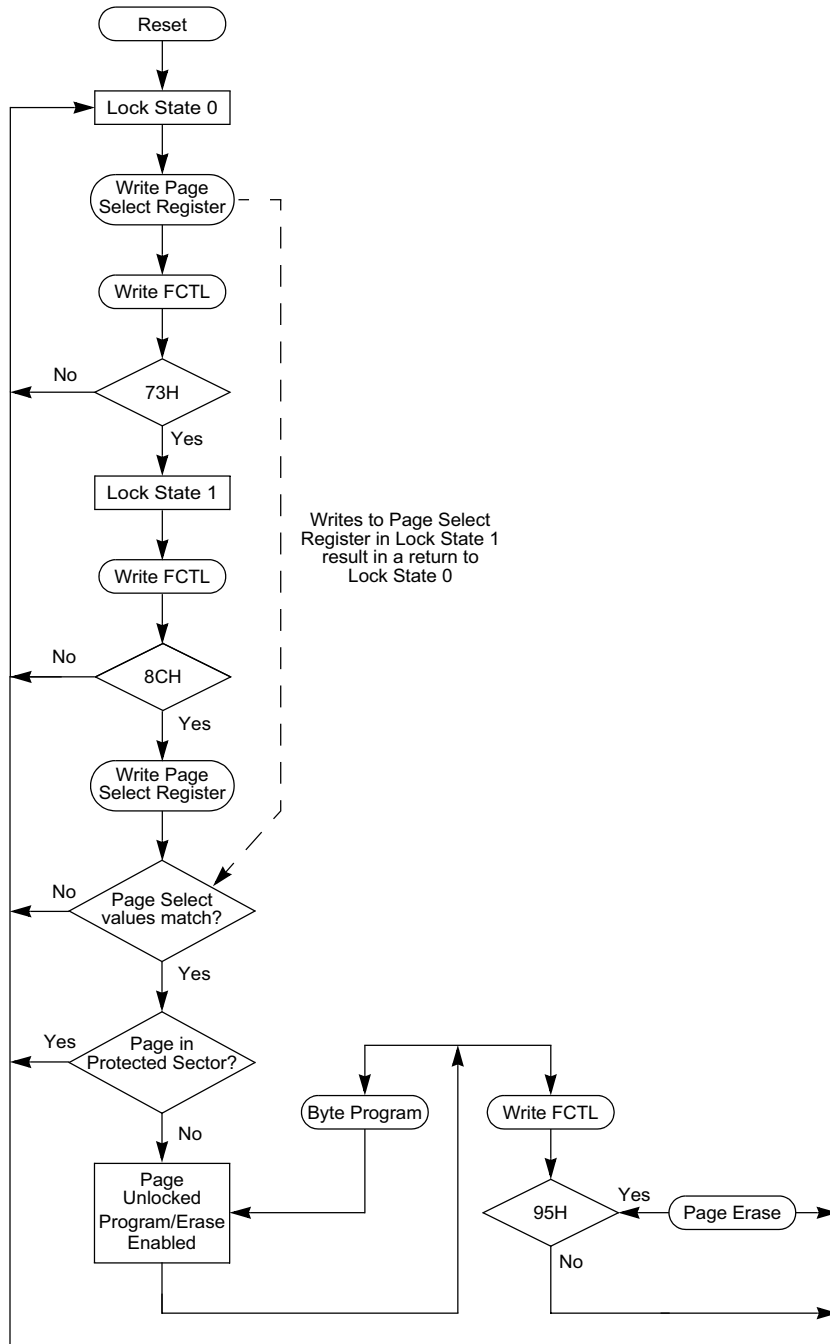 Reset
Lock State 0
Write Page
Select Register
Write FCTL
No
73H
Yes
Lock State 1
Writes to Page Select
Register in Lock State 1
result in a return to
Lock State 0
Write FCTL
No
8CH
Yes
Write Page
Select Register
No
Page Select
values match?
Yes
Yes
Page in
Protected Sector?
No
Byte Program
Write FCTL
Page
Unlocked
Program/Erase
Enabled
95H
Yes
Page Erase
No